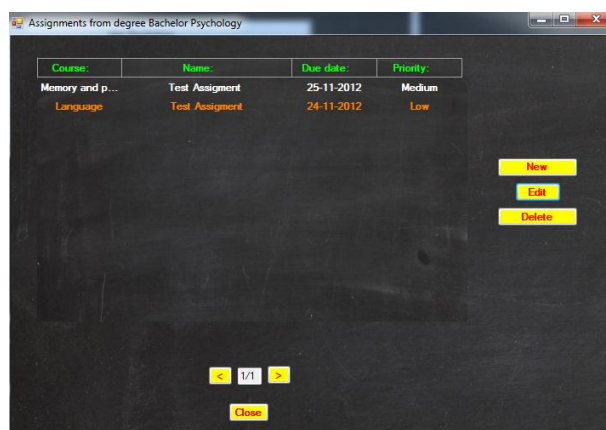 Assignments from degree Bachelor Psychology
Course: Name: Due date: Priority:
Memory and p... Test Assigment 25-11-2012 Medium
Language Test Assigment 24-11-2012 Low
New
Edit
Delete
< 1/1 >
Close